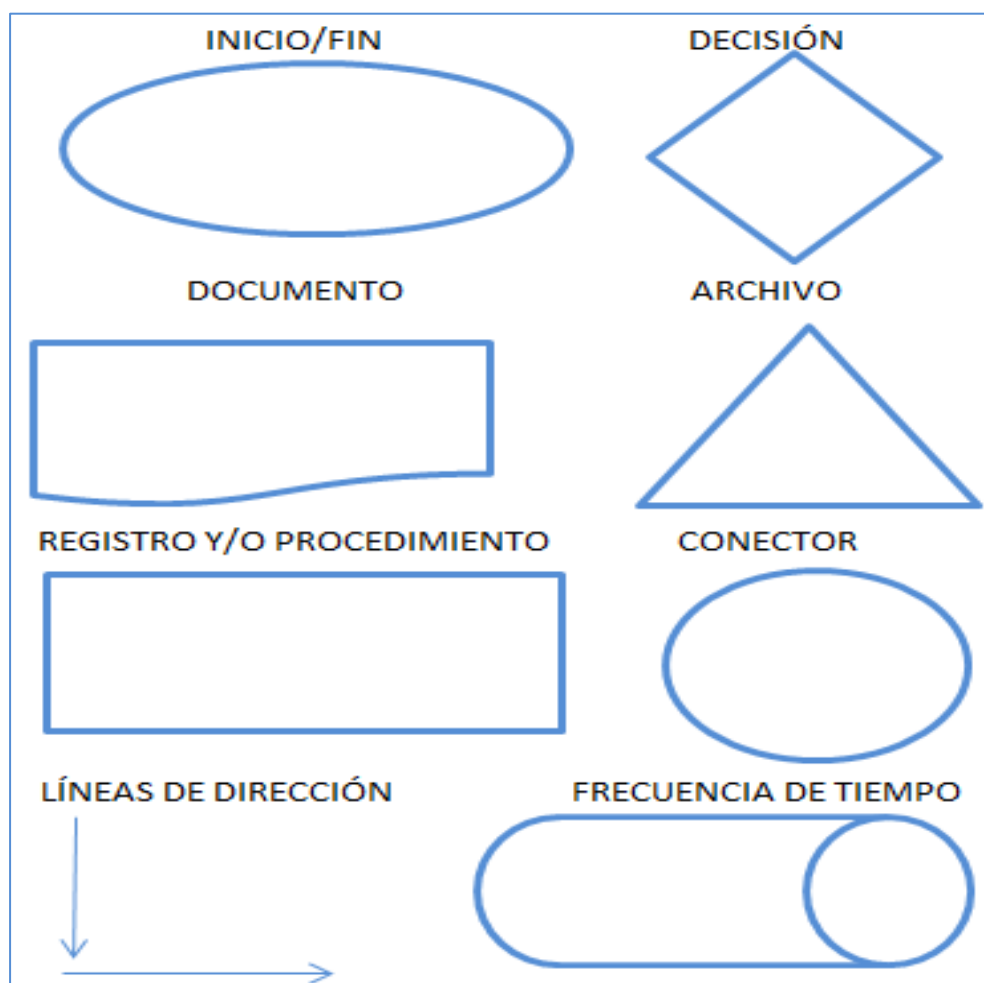 INICIO/FIN
DECISIÓN
DOCUMENTO
ARCHIVO
REGISTRO Y/O PROCEDIMIENTO
CONECTOR
LÍNEAS DE DIRECCIÓN
FRECUENCIA DE TIEMPO